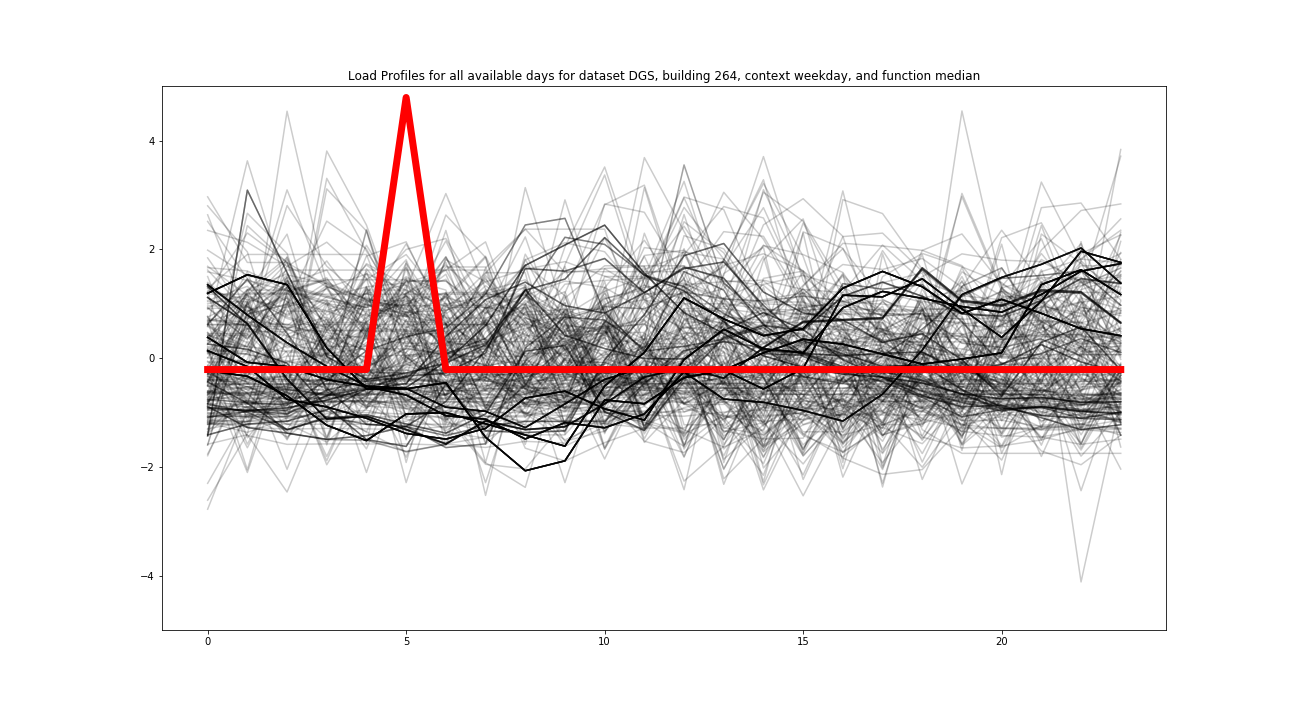 Load Profiles for all available days for dataset DGS, building 264, context weekday, and function median
4
2
0
−2
−4
0 5 10 15 20